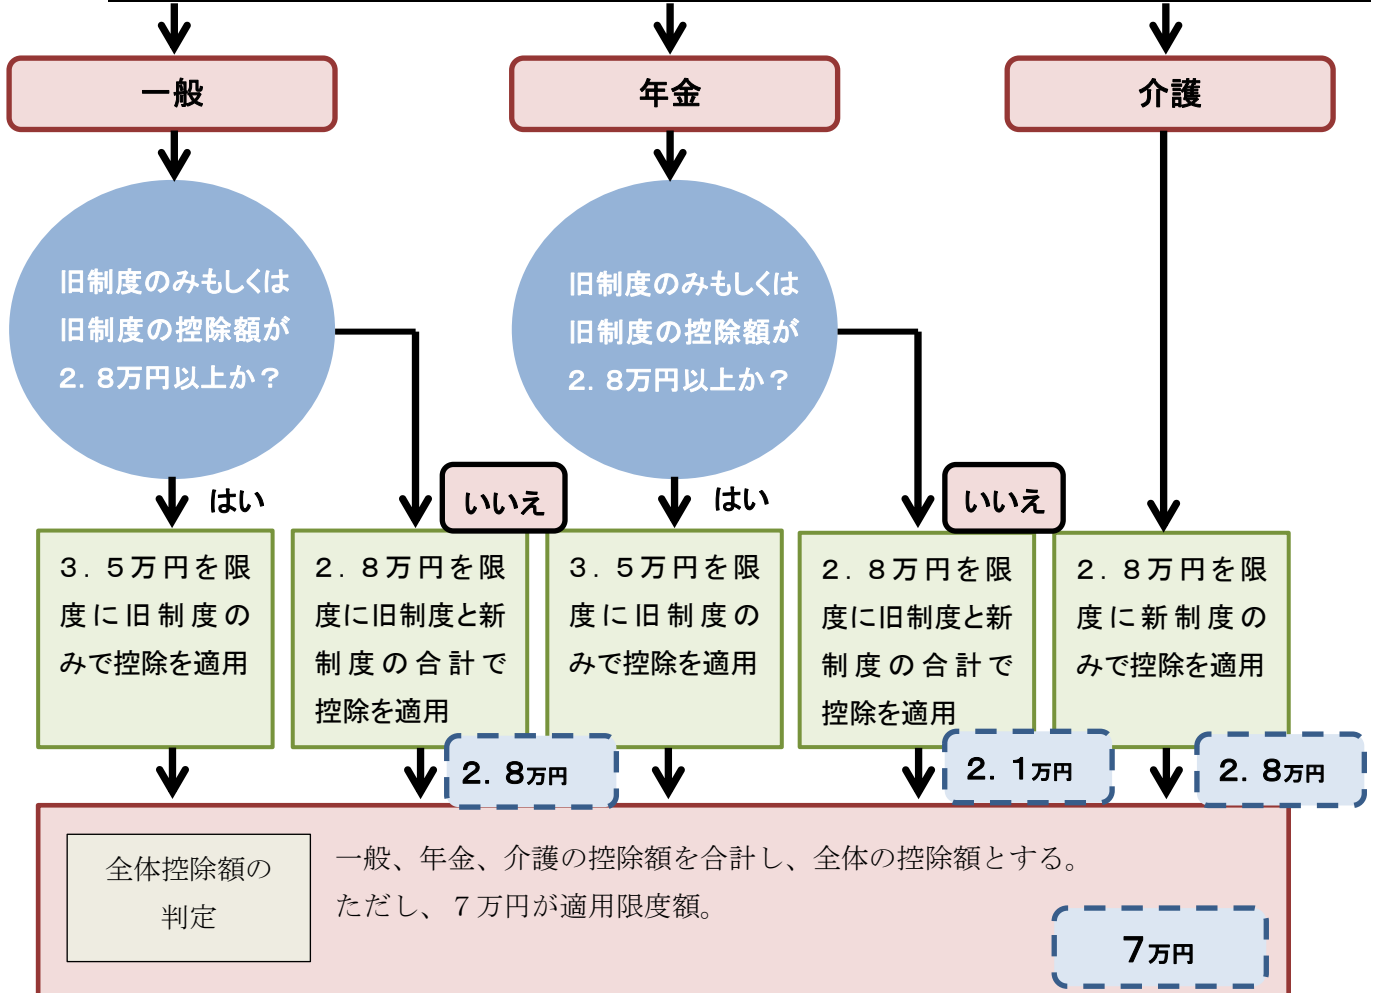 一般
年金
介護
旧制度のみもしくは
旧制度の控除額が
２．８万円以上か？
旧制度のみもしくは
旧制度の控除額が
２．８万円以上か？
はい
いいえ
はい
いいえ
３．５万円を限
度に旧制度の
みで控除を適用
２．８万円を限
度に旧制度と新
制度の合計で
控除を適用
３．５万円を限
度に旧制度の
みで控除を適用
２．８万円を限
度に旧制度と新
制度の合計で
控除を適用
２．８万円を限
度に新制度の
みで控除を適用
２．８万円
２．１万円
２．８万円
全体控除額の
判定
一般、年金、介護の控除額を合計し、全体の控除額とする。
ただし、７万円が適用限度額。
７万円